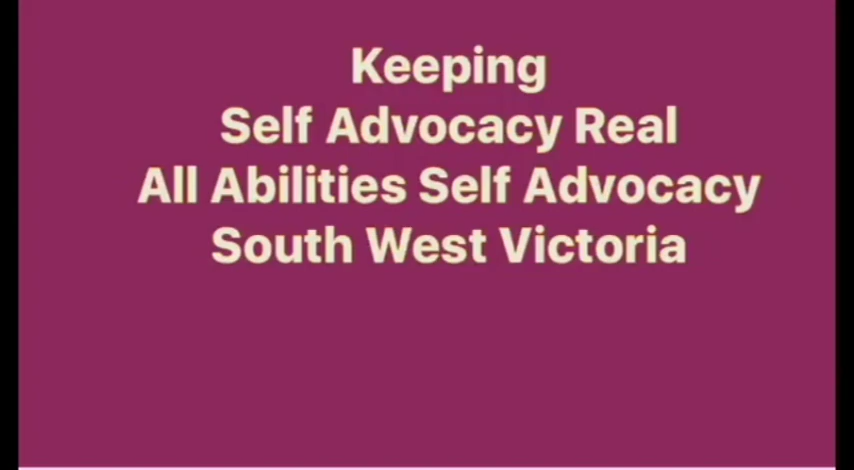 Keeping
Self Advocacy Real
All Abilities Self Advocacy
South West Victoria